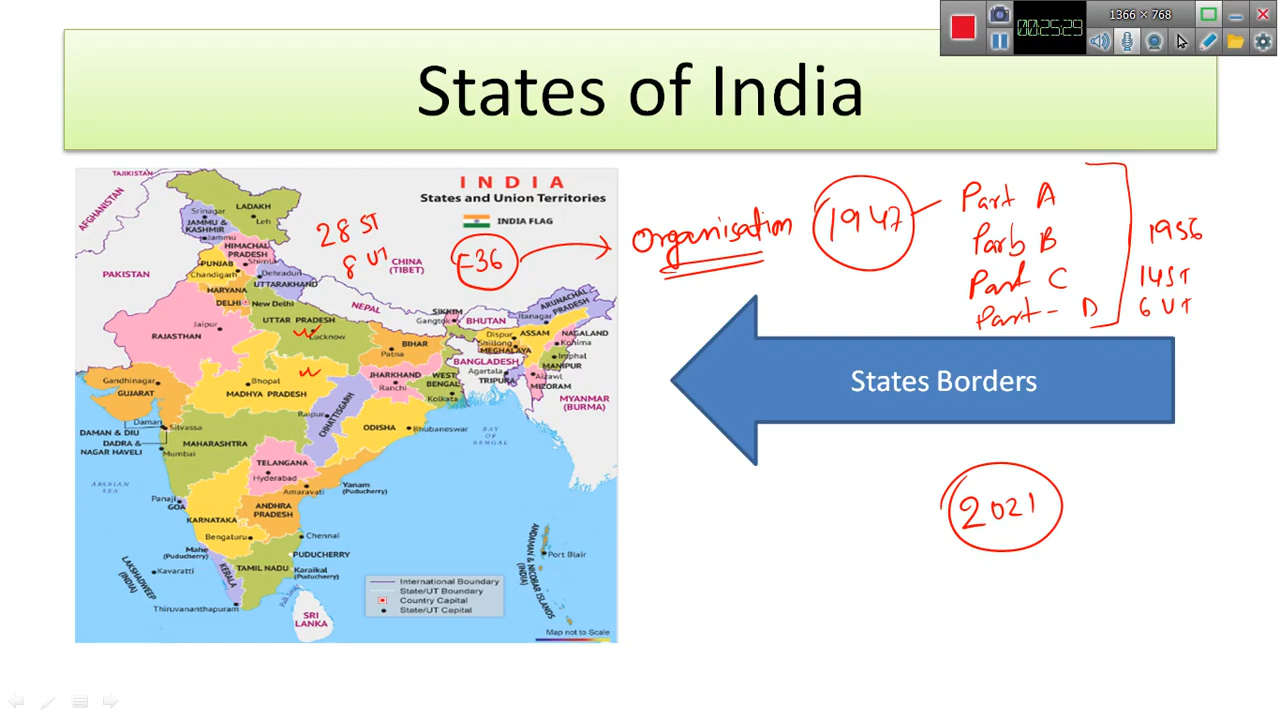 1366 × 768
00:25:29
States of India
INDIA
States and Union Territories
INDIA FLAG
TAJIKISTAN
AFGHANISTAN
PAKISTAN
CHINA
(TIBET)
NEPAL
BHUTAN
BANGLADESH
MYANMAR
(BURMA)
SRI
LANKA
LADAKH
Leh
Srinagar
JAMMU &
KASHMIR
Jammu
HIMACHAL
PRADESH
Shimla
PUNJAB
Chandigarh
Dehradun
UTTARAKHAND
HARYANA
DELHI
New Delhi
UTTAR PRADESH
Lucknow
RAJASTHAN
Jaipur
BIHAR
Patna
SIKKIM
Gangtok
ARUNACHAL
PRADESH
Itanagar
Dispur
ASSAM
NAGALAND
Kohima
Shillong
MEGHALAYA
Imphal
MANIPUR
Agartala
TRIPURA
Aizawl
MIZORAM
JHARKHAND
Ranchi
WEST
BENGAL
Kolkata
Gandhinagar
GUJARAT
Bhopal
MADHYA PRADESH
Raipur
CHHATTISGARH
ODISHA
Bhubaneswar
BAY
OF
BENGAL
Daman
Silvassa
DAMAN & DIU
DADRA &
NAGAR HAVELI
MAHARASHTRA
Mumbai
ARABIAN
SEA
TELANGANA
Hyderabad
Amaravati
Yanam
(Puducherry)
ANDHRA
PRADESH
Panaji
GOA
KARNATAKA
Bengaluru
Chennai
Mahe
(Puducherry)
PUDUCHERRY
KERALA
TAMIL NADU
Karaikal
(Puducherry)
LAKSHADWEEP
(INDIA)
Kavaratti
Thiruvananthapuram
ANDAMAN & NICOBAR ISLANDS
(INDIA)
Port Blair
International Boundary
State/UT Boundary
Country Capital
State/UT Capital
Map not to Scale
28 ST
8 UT
=36
Organisation
1947
Part A
Part B
Part C
Part - D
1956
14 ST
6 UT
States Borders
2021